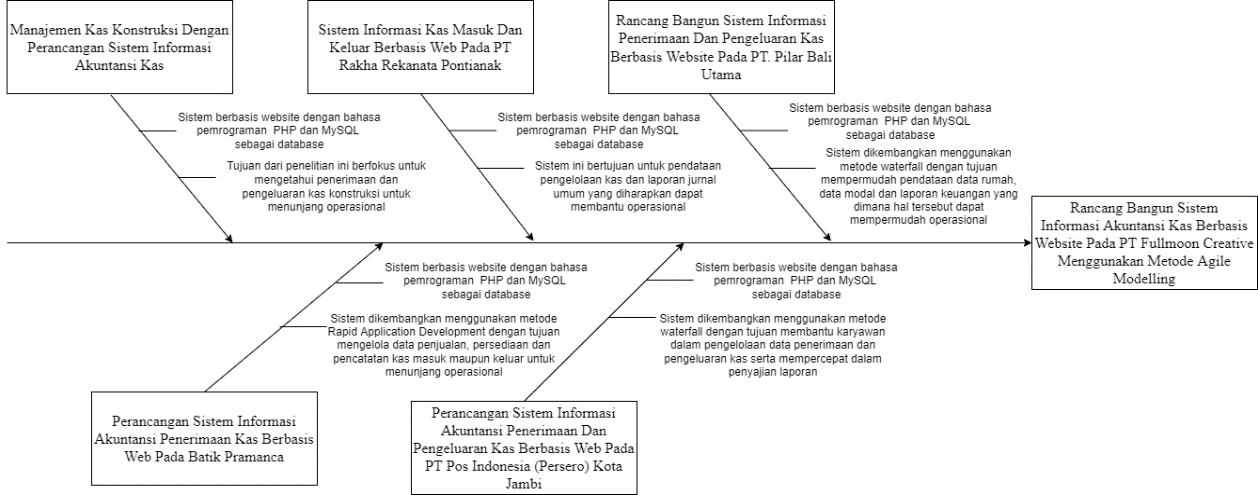 Manajemen Kas Konstruksi Dengan
Perancangan Sistem Informasi
Akuntansi Kas
Sistem Informasi Kas Masuk Dan
Keluar Berbasis Web Pada PT
Rakha Rekanata Pontianak
Rancang Bangun Sistem Informasi
Penerimaan Dan Pengeluaran Kas
Berbasis Website Pada PT. Pilar Bali
Utama
Sistem berbasis website dengan bahasa
pemrograman PHP dan MySQL
sebagai database
Tujuan dari penelitian ini berfokus untuk
mengetahui penerimaan dan
pengeluaran kas konstruksi untuk
menunjang operasional
Sistem berbasis website dengan bahasa
pemrograman PHP dan MySQL
sebagai database
Sistem ini bertujuan untuk pendataan
pengelolaan kas dan laporan jurnal
umum yang diharapkan dapat
membantu operasional
Sistem berbasis website dengan bahasa
pemrograman PHP dan MySQL
sebagai database
Sistem dikembangkan menggunakan
metode waterfall dengan tujuan
mempermudah pendataan data rumah,
data modal dan laporan keuangan yang
dimana hal tersebut dapat
mempermudah operasional
Rancang Bangun Sistem
Informasi Akuntansi Kas Berbasis
Website Pada PT Fullmoon Creative
Menggunakan Metode Agile
Modelling
Sistem berbasis website dengan bahasa
pemrograman PHP dan MySQL
sebagai database
Sistem dikembangkan menggunakan metode
Rapid Application Development dengan tujuan
mengelola data penjualan, persediaan dan
pencatatan kas masuk maupun keluar untuk
menunjang operasional
Sistem berbasis website dengan bahasa
pemrograman PHP dan MySQL
sebagai database
Sistem dikembangkan menggunakan metode
waterfall dengan tujuan membantu karyawan
dalam pengelolaan data penerimaan dan
pengeluaran kas serta mempercepat dalam
penyajian laporan
Perancangan Sistem Informasi
Akuntansi Penerimaan Kas Berbasis
Web Pada Batik Pramanca
Perancangan Sistem Informasi
Akuntansi Penerimaan Dan
Pengeluaran Kas Berbasis Web Pada
PT Pos Indonesia (Persero) Kota
Jambi